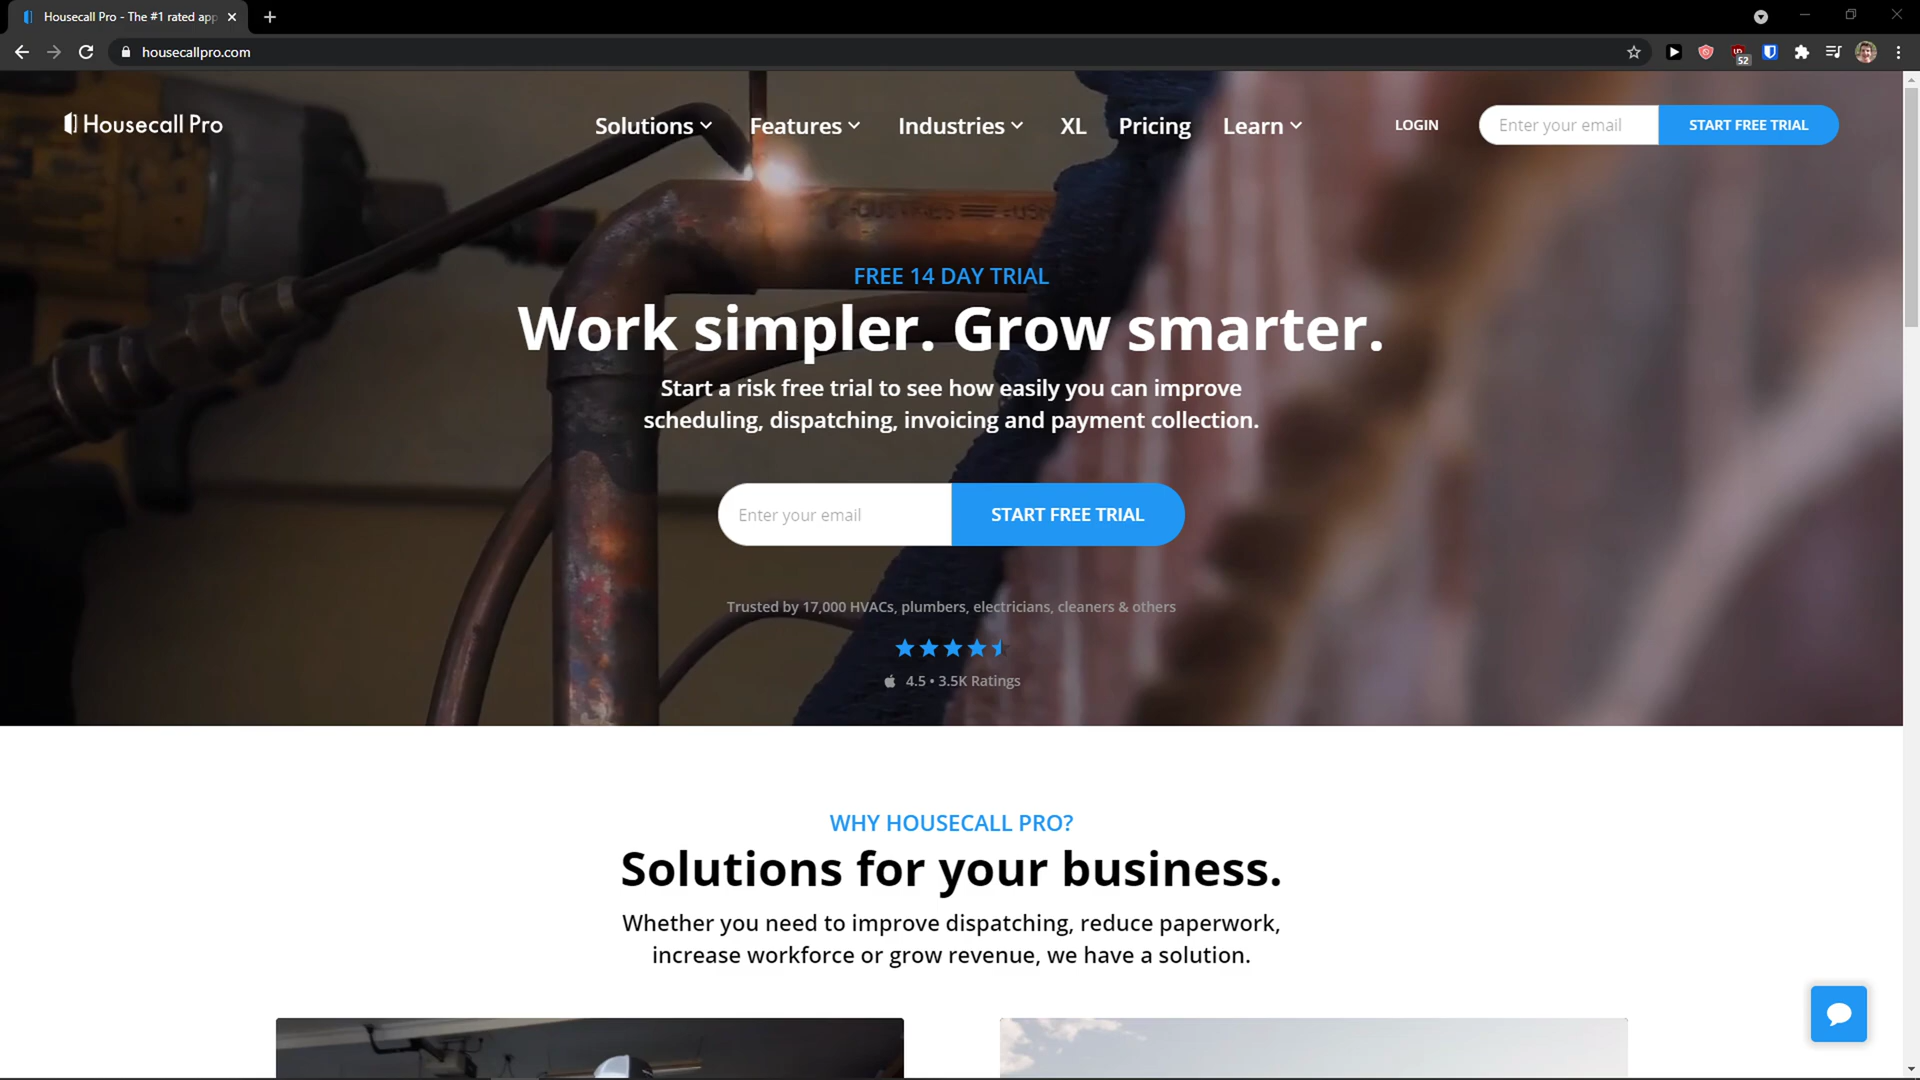 Housecall Pro - The #1 rated app
housecallpro.com
52
Housecall Pro
Solutions
Features
Industries
XL
Pricing
Learn
LOGIN
Enter your email
START FREE TRIAL
FREE 14 DAY TRIAL
Work simpler. Grow smarter.
Start a risk free trial to see how easily you can improve
scheduling, dispatching, invoicing and payment collection.
Enter your email
START FREE TRIAL
Trusted by 17,000 HVACs, plumbers, electricians, cleaners & others
4.5 • 3.5K Ratings
WHY HOUSECALL PRO?
Solutions for your business.
Whether you need to improve dispatching, reduce paperwork,
increase workforce or grow revenue, we have a solution.